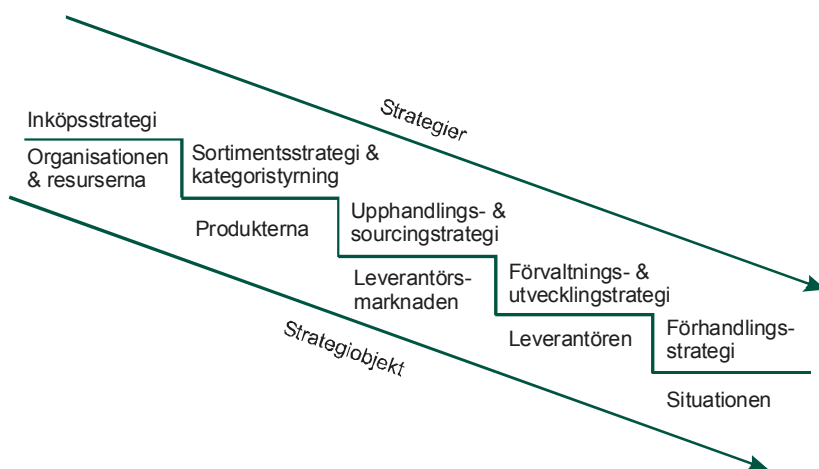 Strategier
Inköpsstrategi
Organisationen
& resurserna
Sortimentsstrategi &
kategoristyrning
Produkterna
Upphandlings- &
sourcingstrategi
Leverantörs-
marknaden
Förvaltnings- &
utvecklingstrategi
Leverantören
Förhandlings-
strategi
Situationen
Strategiobjekt